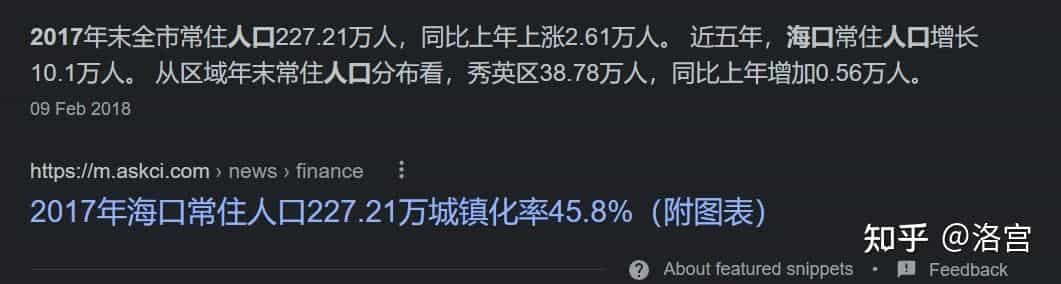 2017年末全市常住人口227.21万人，同比上年上涨2.61万人。 近五年，海口常住人口增长
10.1万人。 从区域年末常住人口分布看，秀英区38.78万人，同比上年增加0.56万人。
09 Feb 2018
https://m.askci.com › news › finance
2017年海口常住人口227.21万城镇化率45.8%（附图表）
知乎 @洛宫
About featured snippets • Feedback